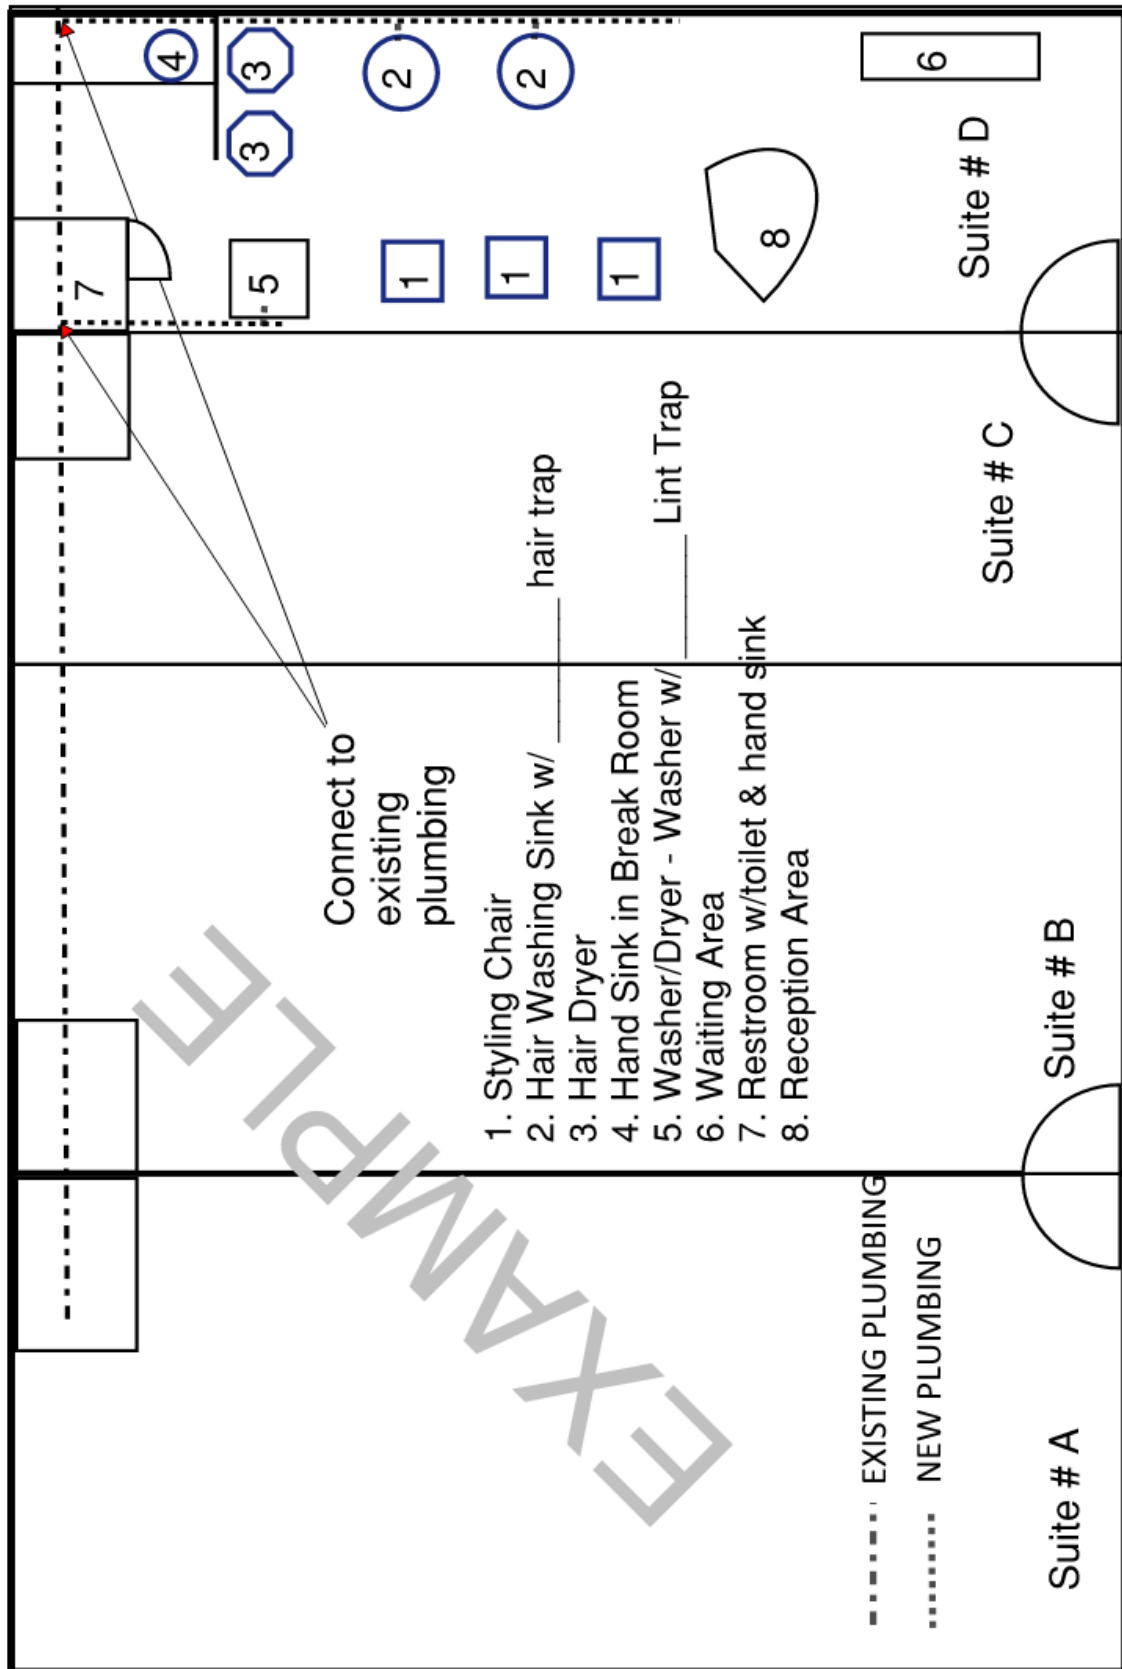 4
3
3
2
2
6
7
5
1
1
1
8
Suite # D
Connect to
existing
plumbing
1. Styling Chair
2. Hair Washing Sink w/ hair trap
3. Hair Dryer
4. Hand Sink in Break Room
5. Washer/Dryer - Washer w/ Lint Trap
6. Waiting Area
7. Restroom w/toilet & hand sink
8. Reception Area
Suite # C
Suite # B
Suite # A
EXAMPLE
EXISTING PLUMBING
NEW PLUMBING